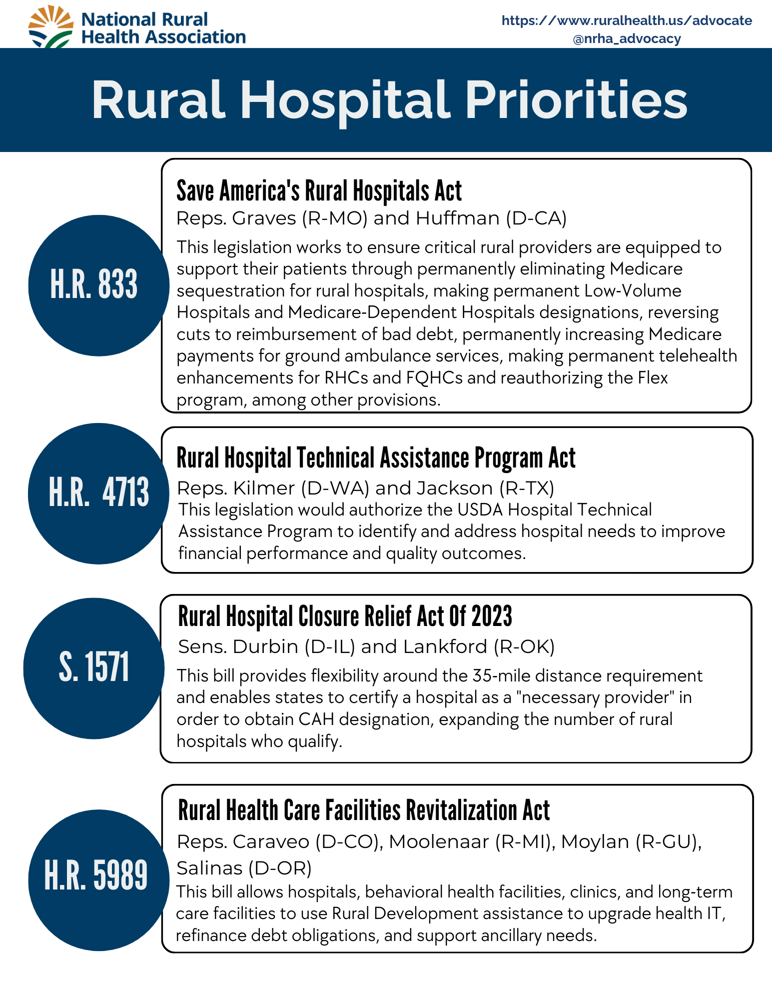 National Rural
Health Association
https://www.ruralhealth.us/advocate
@nrha_advocacy
Rural Hospital Priorities
H.R. 833
Save America's Rural Hospitals Act
Reps. Graves (R-MO) and Huffman (D-CA)
This legislation works to ensure critical rural providers are equipped to
support their patients through permanently eliminating Medicare
sequestration for rural hospitals, making permanent Low-Volume
Hospitals and Medicare-Dependent Hospitals designations, reversing
cuts to reimbursement of bad debt, permanently increasing Medicare
payments for ground ambulance services, making permanent telehealth
enhancements for RHCs and FQHCs and reauthorizing the Flex
program, among other provisions.
H.R. 4713
Rural Hospital Technical Assistance Program Act
Reps. Kilmer (D-WA) and Jackson (R-TX)
This legislation would authorize the USDA Hospital Technical
Assistance Program to identify and address hospital needs to improve
financial performance and quality outcomes.
S. 1571
Rural Hospital Closure Relief Act Of 2023
Sens. Durbin (D-IL) and Lankford (R-OK)
This bill provides flexibility around the 35-mile distance requirement
and enables states to certify a hospital as a "necessary provider" in
order to obtain CAH designation, expanding the number of rural
hospitals who qualify.
H.R. 5989
Rural Health Care Facilities Revitalization Act
Reps. Caraveo (D-CO), Moolenaar (R-MI), Moylan (R-GU),
Salinas (D-OR)
This bill allows hospitals, behavioral health facilities, clinics, and long-term
care facilities to use Rural Development assistance to upgrade health IT,
refinance debt obligations, and support ancillary needs.